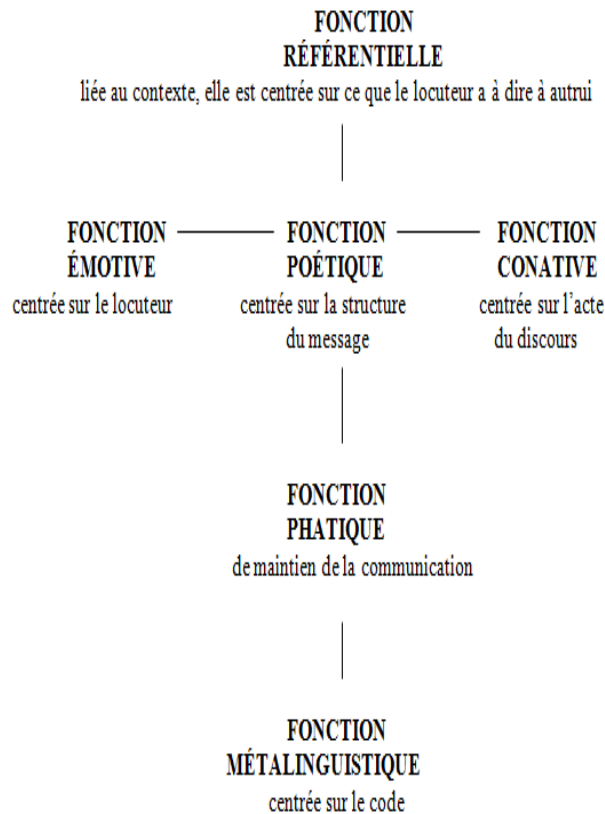 FONCTION
RÉFÉRENTIELLE
liée au contexte, elle est centrée sur ce que le locuteur a à dire à autrui
FONCTION
ÉMOTIVE
centrée sur le locuteur
FONCTION
POÉTIQUE
centrée sur la structure
du message
FONCTION
CONATIVE
centrée sur l'acte
du discours
FONCTION
PHATIQUE
de maintien de la communication
FONCTION
MÉTALINGUISTIQUE
centrée sur le code